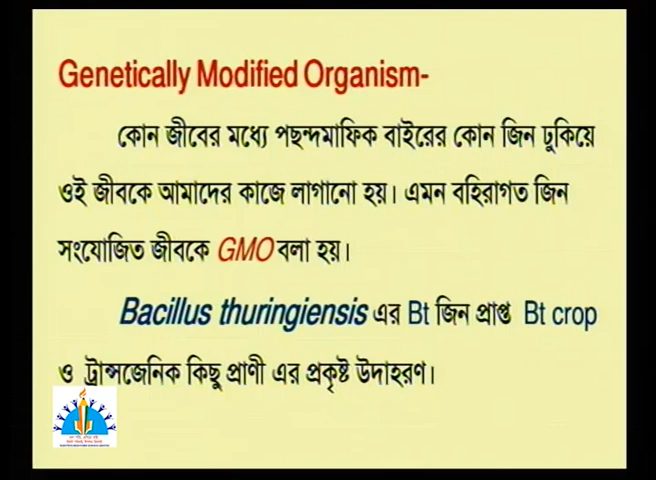 Genetically Modified Organism-
কোন জীবের মধ্যে পছন্দমাফিক বাইরের কোন জিন ঢুকিয়ে
ওই জীবকে আমাদের কাজে লাগানো হয়। এমন বহিরাগত জিন
সংযোজিত জীবকে GMO বলা হয়।
Bacillus thuringiensis এর Bt জিন প্রাপ্ত Bt crop
ও ট্রান্সজেনিক কিছু প্রাণী এর প্রকৃষ্ট উদাহরণ।